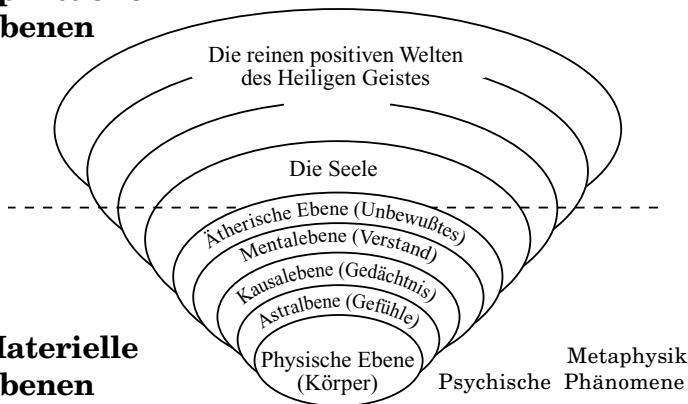 benen
Die reinen positiven Welten
des Heiligen Geistes
Die Seele
Ätherische Ebene (Unbewußtes)
Mentalebene (Verstand)
Kausalebene (Gedächtnis)
Astralbene (Gefühle)
Physische Ebene
(Körper)
Materielle
benen
Metaphysik
Psychische Phänomene